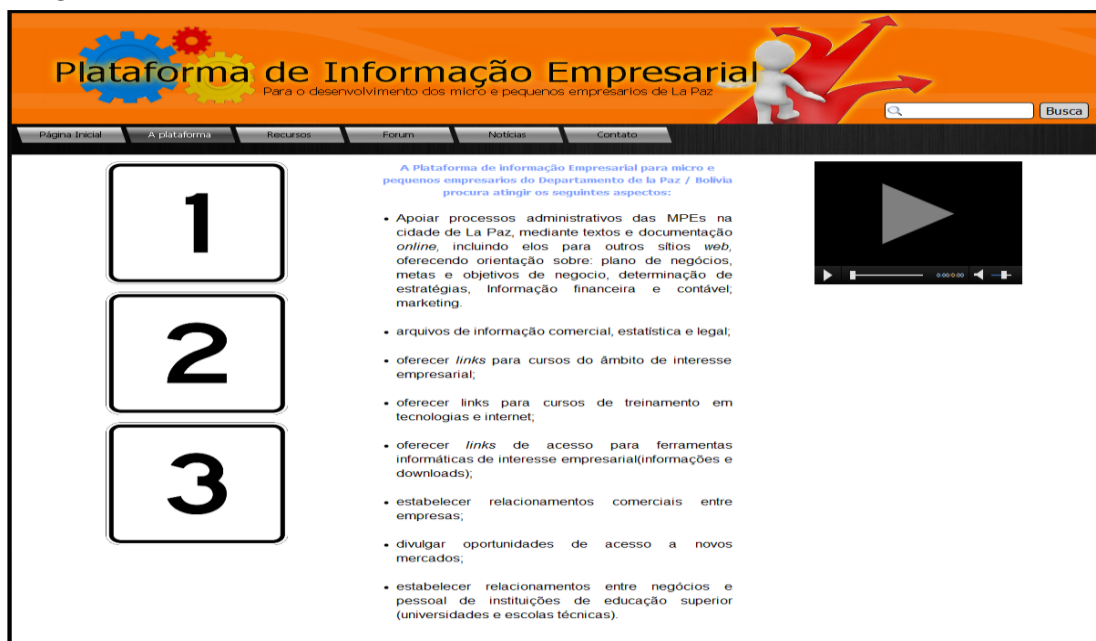 Plataforma de Informação Empresarial
Para o desenvolvimento dos micro e pequenos empresarios de La Paz
Busca
Página Inicial A plataforma Recursos Forum Notícias Contato
1
2
3
A Plataforma de informação Empresarial para micro e
pequenos empresarios do Departamento de la Paz / Bolívia
procura atingir os seguintes aspectos:
• Apoiar processos administrativos das MPEs na
cidade de La Paz, mediante textos e documentação
online, incluindo elos para outros sítios web,
oferecendo orientação sobre: plano de negócios,
metas e objetivos de negocio, determinação de
estratégias, Informação financeira e contável;
marketing.
• arquivos de informação comercial, estatística e legal;
• oferecer links para cursos do âmbito de interesse
empresarial;
• oferecer links para cursos de treinamento em
tecnologias e internet;
• oferecer links de acesso para ferramentas
informáticas de interesse empresarial(informações e
downloads);
• estabelecer relacionamentos comerciais entre
empresas;
• divulgar oportunidades de acesso a novos
mercados;
• estabelecer relacionamentos entre negócios e
pessoal de instituições de educação superior
(universidades e escolas técnicas).
0:00/0:00